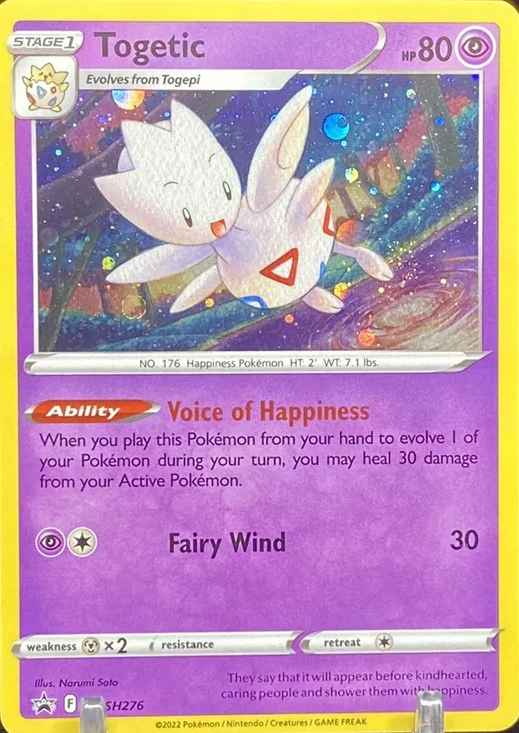 STAGE1 Togetic HP80
Evolves from Togepi
NO. 176 Happiness Pokémon HT: 2' WT: 7.1 lbs.
Ability Voice of Happiness
When you play this Pokémon from your hand to evolve 1 of
your Pokémon during your turn, you may heal 30 damage
from your Active Pokémon.
Fairy Wind 30
weakness ×2 resistance retreat
Illus. Narumi Sato
They say that it will appear before kindhearted,
caring people and shower them with happiness.
F SH276
©2022 Pokémon / Nintendo / Creatures / GAME FREAK